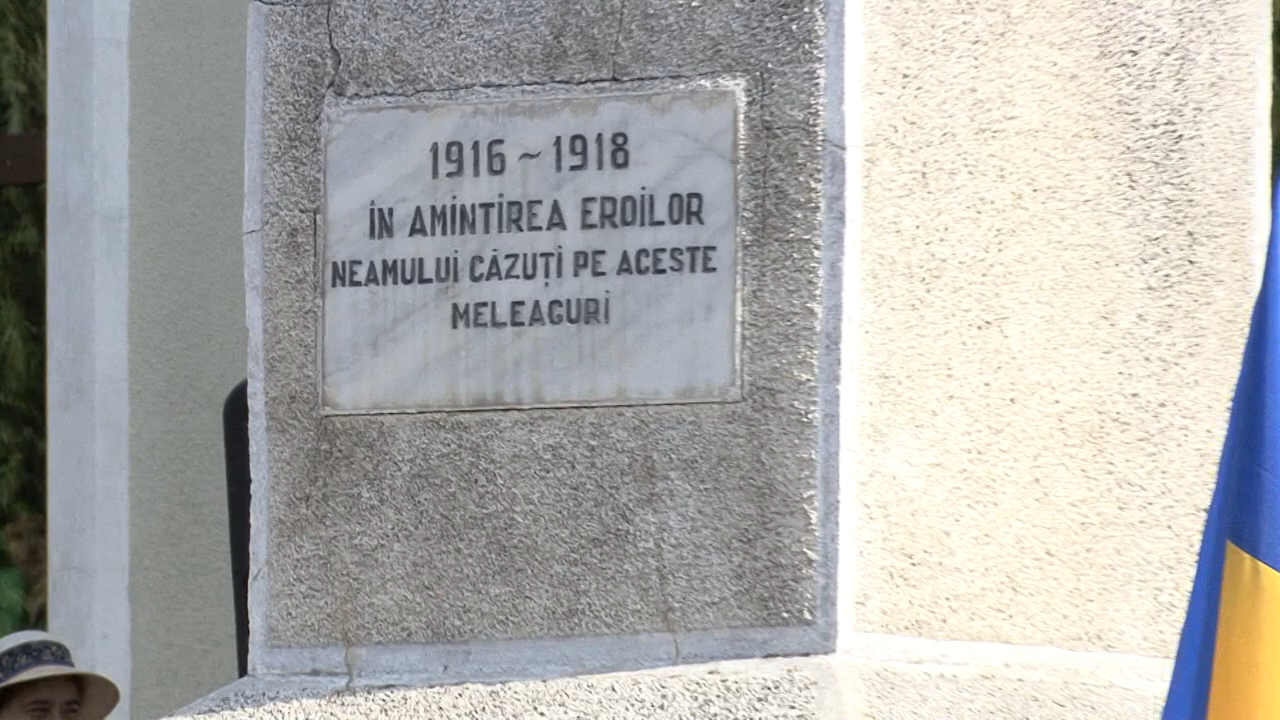 1916 ~ 1918
ÎN AMINTIREA EROILOR
NEAMULUI CĂZUȚI PE ACESTE
MELEAGURI